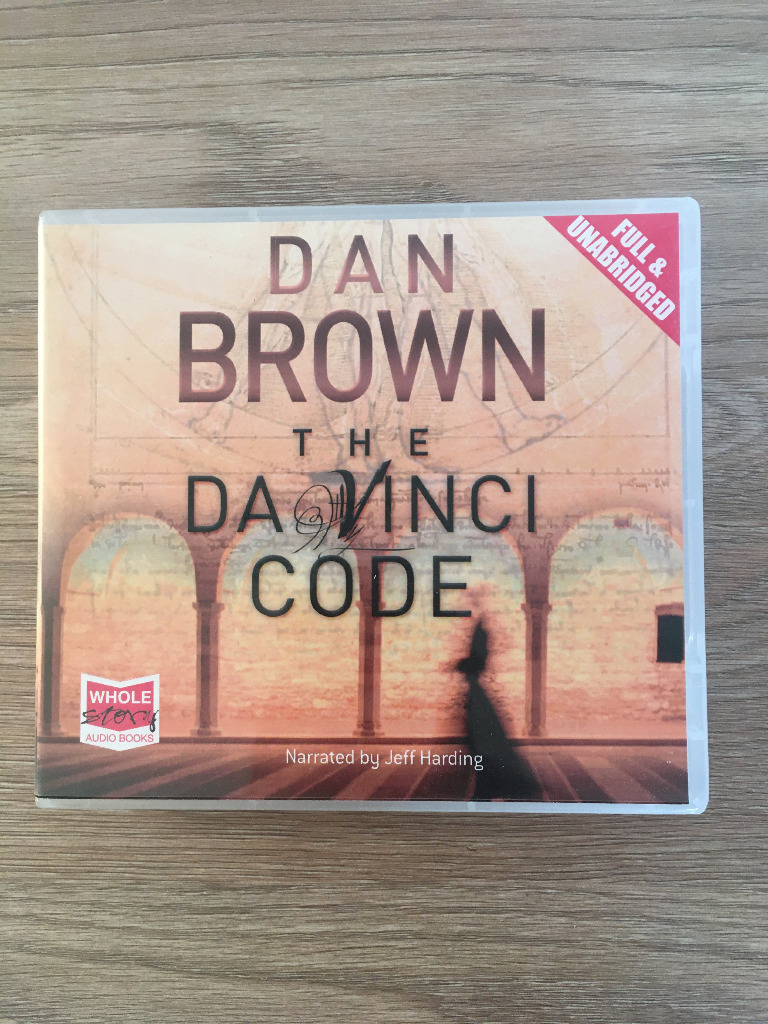 FULL &
UNABRIDGED
DAN
BROWN
THE
DA VINCI
CODE
WHOLE
story
AUDIO BOOKS
Narrated by Jeff Harding